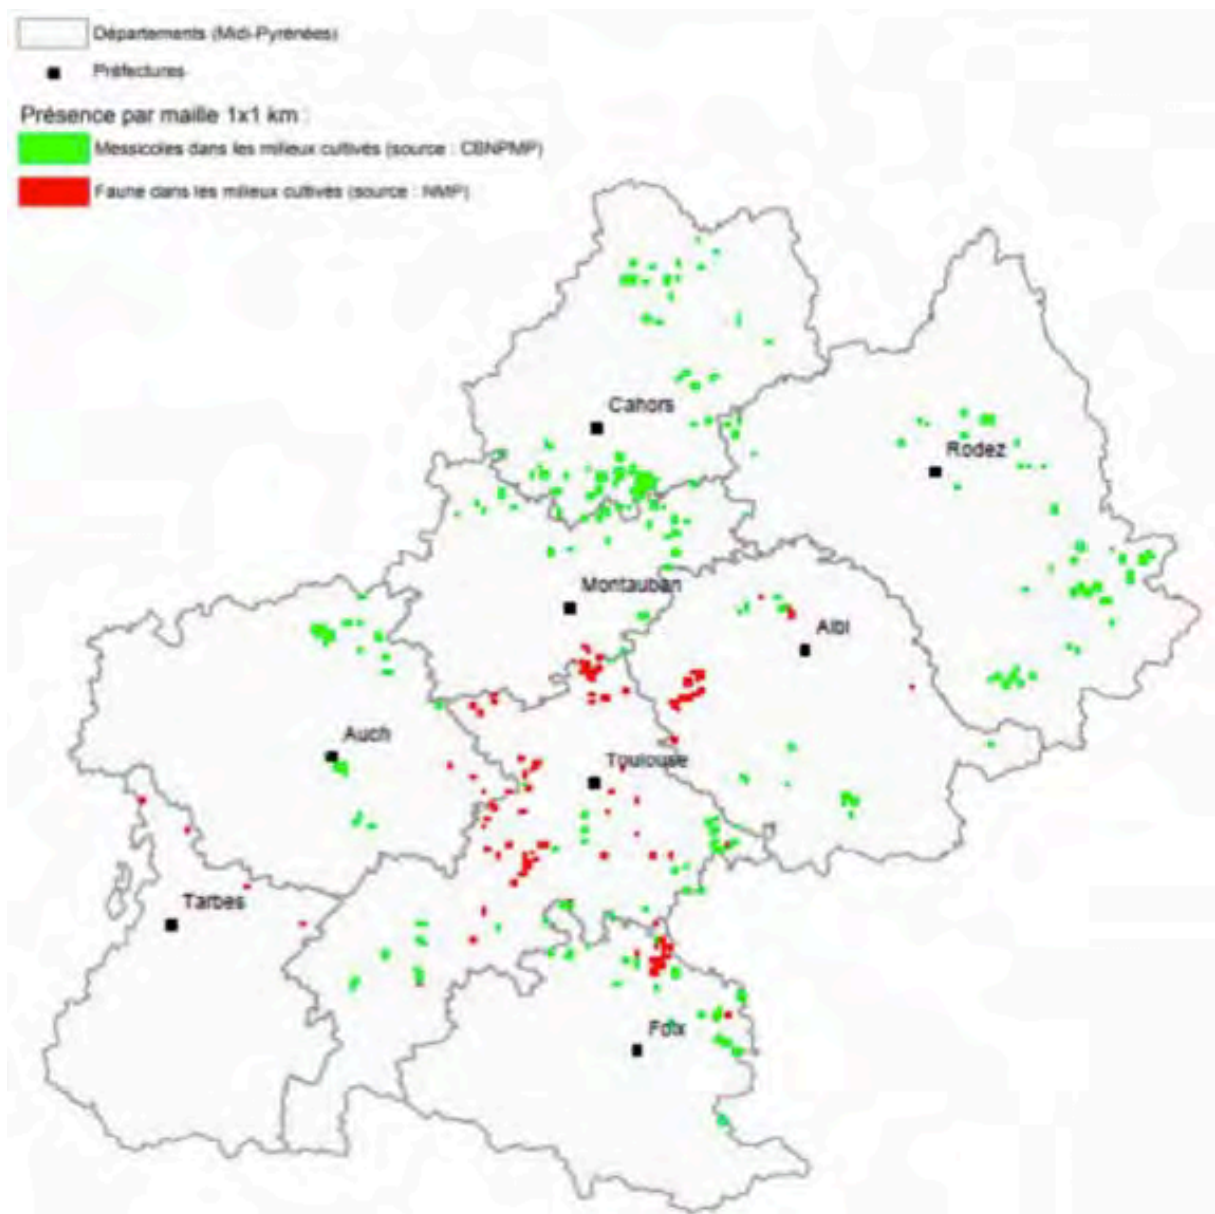 Départements (Midi-Pyrénées)
Préfectures
Présence par maille 1x1 km :
Messicoles dans les milieux cultivés (source : CBNPMP)
Faune dans les milieux cultivés (source : NMP)
Cahors
Rodez
Montauban
Albi
Auch
Toulouse
Tarbes
Foix